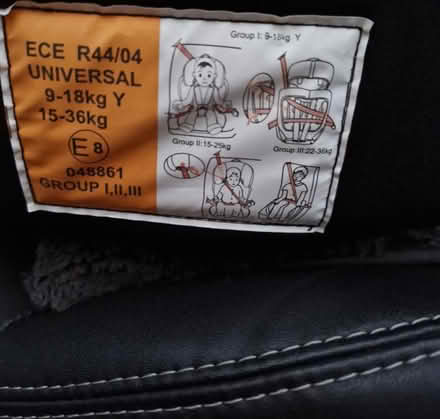 ECE R44/04
UNIVERSAL
9-18kg Y
15-36kg
E 8
048861
GROUP I,II,III
Group I: 9-18kg Y
Group II:15-25kg
Group III:22-36kg